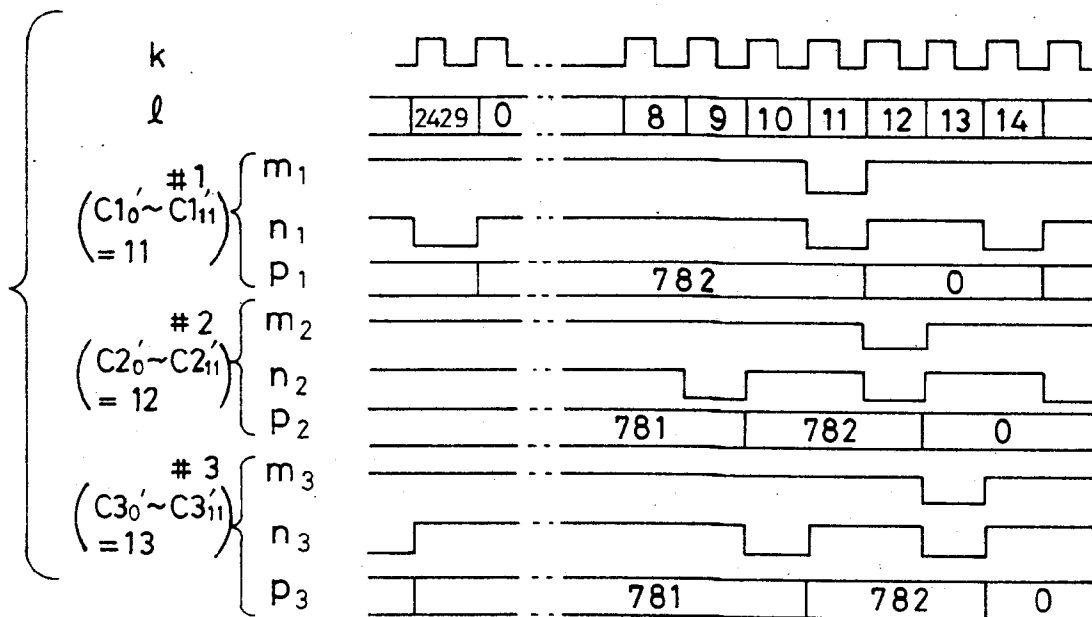 k
ℓ 2429 0 8 9 10 11 12 13 14
#1
(C1₀'~C1₁₁')
=11
m₁
n₁
p₁ 782 0
#2
(C2₀'~C2₁₁')
=12
m₂
n₂
p₂ 781 782 0
#3
(C3₀'~C3₁₁')
=13
m₃
n₃
p₃ 781 782 0